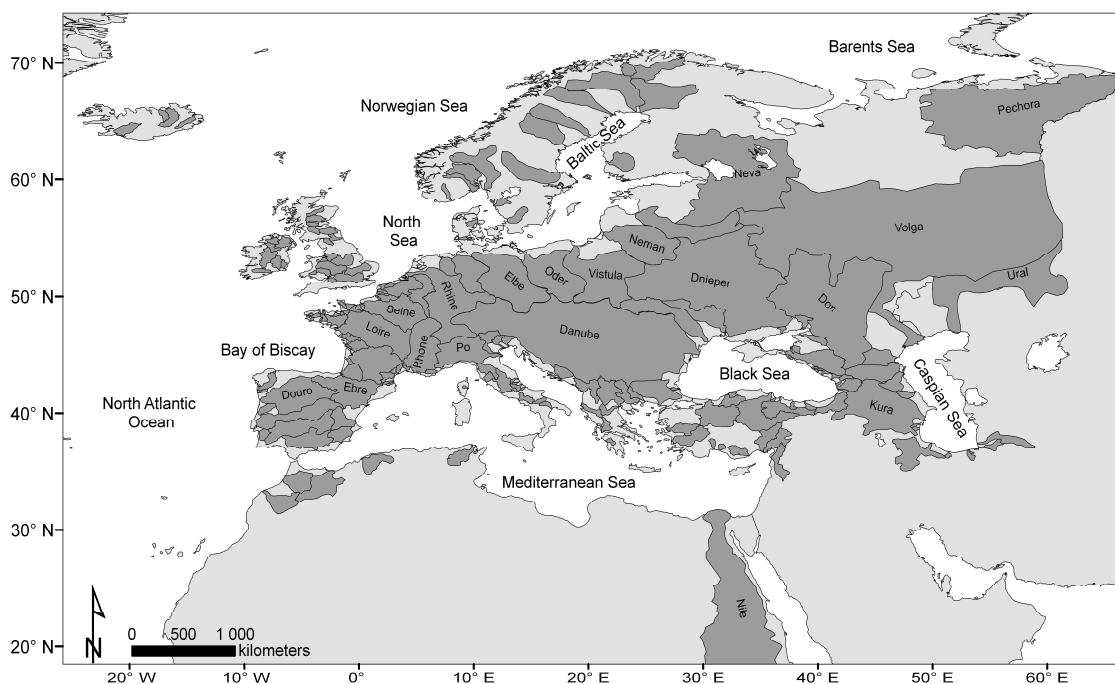 Barents Sea
70° N
Norwegian Sea
Pechora
Baltic Sea
60° N
Neva
North
Sea
Volga
Neman
Ural
50° N
Rhine
Elbe
Oder
Vistula
Dnieper
Don
Seine
Loire
Danube
Bay of Biscay
Rhone
Po
Black Sea
Caspian Sea
Douro
Ebre
40° N
North Atlantic
Ocean
Kura
Mediterranean Sea
30° N
Nile
N
0 500 1 000
kilometers
20° N
20° W 10° W 0° 10° E 20° E 30° E 40° E 50° E 60° E